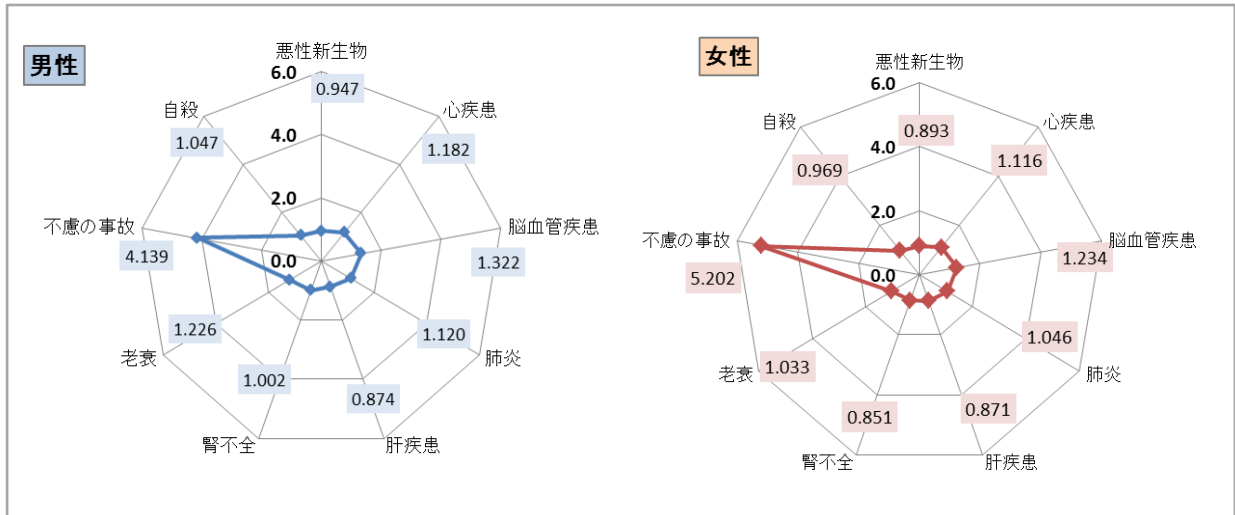 男性
悪性新生物
6.0
0.947
心疾患
自殺
1.047
1.182
4.0
2.0
不慮の事故
脳血管疾患
4.139
0.0
1.322
1.226
1.120
老衰
肺炎
1.002
0.874
腎不全
肝疾患
女性
悪性新生物
6.0
心疾患
自殺
0.893
4.0
1.116
0.969
2.0
不慮の事故
脳血管疾患
5.202
0.0
1.234
1.046
老衰
1.033
肺炎
0.851
0.871
腎不全
肝疾患